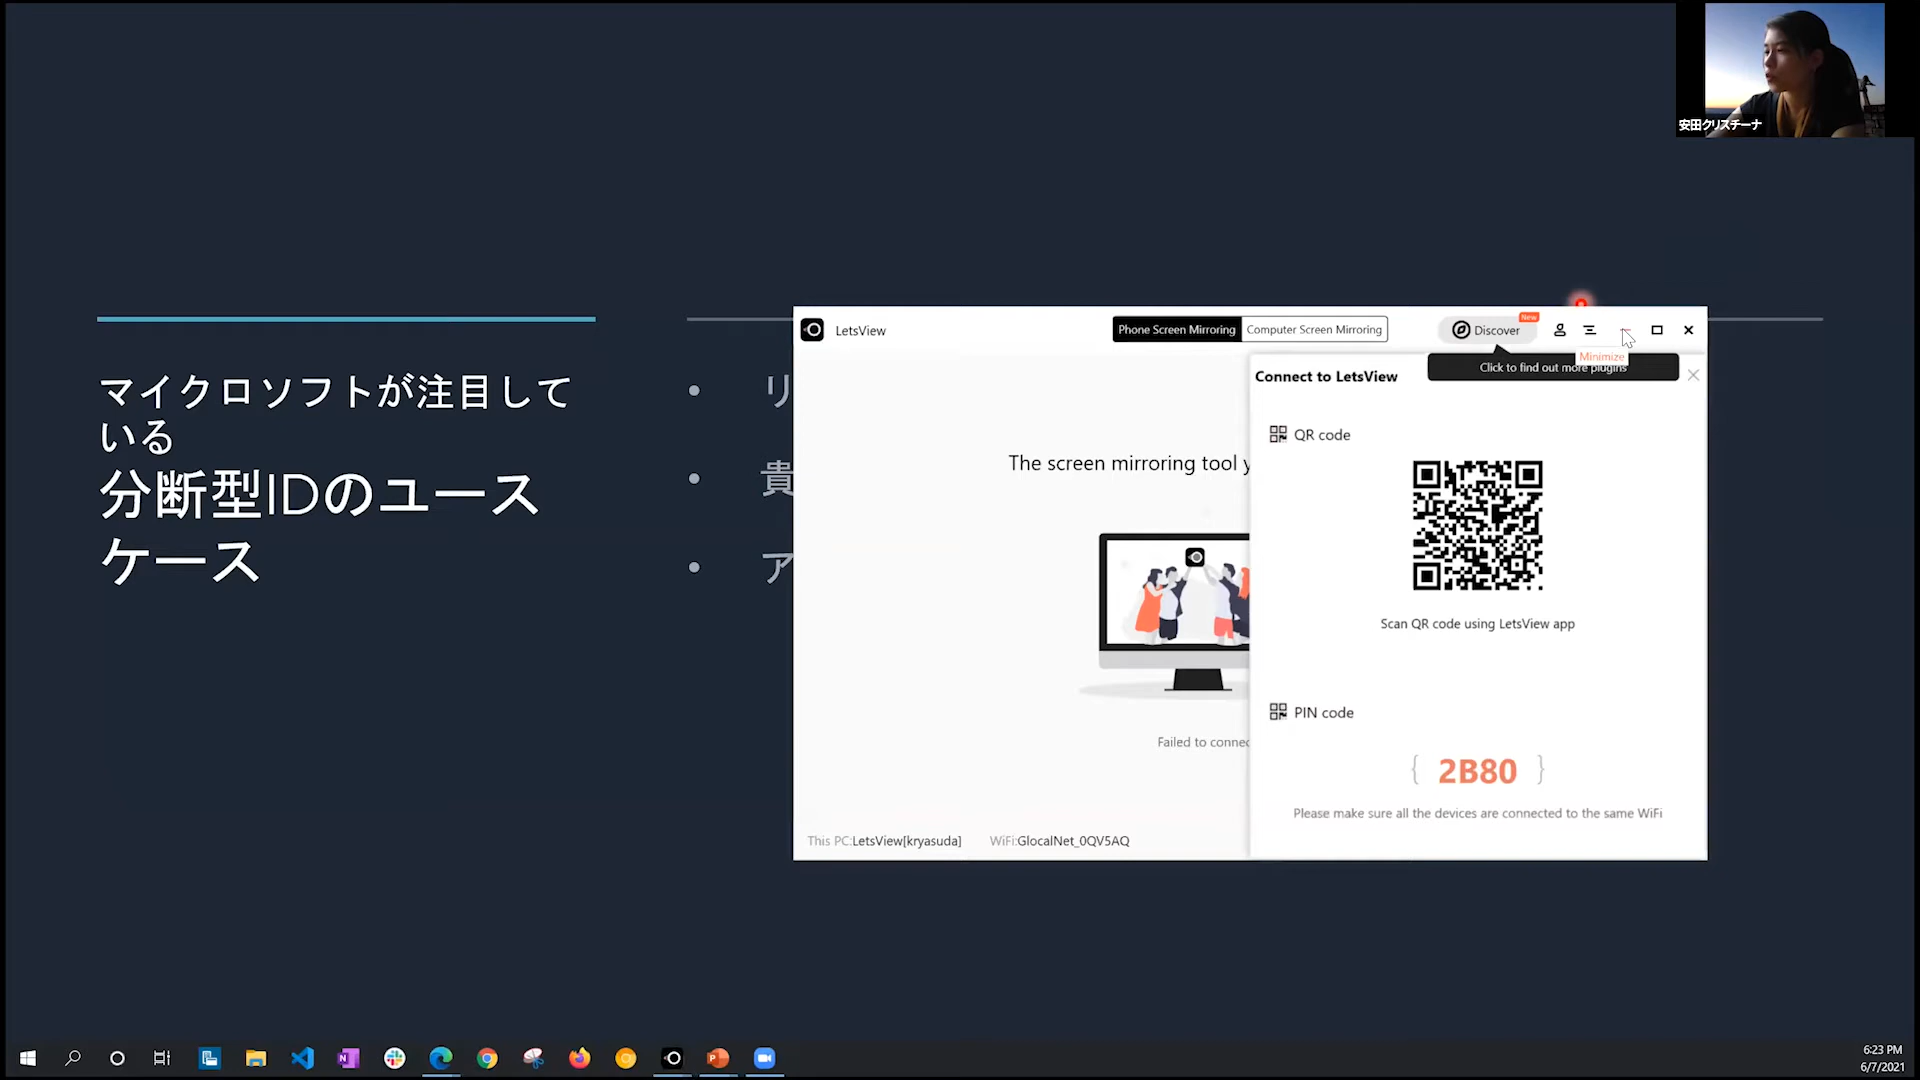 安田クリスチーナ
マイクロソフトが注目して
いる
分断型IDのユース
ケース
• リ
• 貴
• ア
LetsView
Phone Screen Mirroring
Computer Screen Mirroring
Discover
New
Minimize
Click to find out more plugins
Connect to LetsView
QR code
The screen mirroring tool y
Scan QR code using LetsView app
PIN code
Failed to connec
{ 2B80 }
Please make sure all the devices are connected to the same WiFi
This PC:LetsView[kryasuda]
WiFi:GlocalNet_0QV5AQ
6:23 PM
6/7/2021